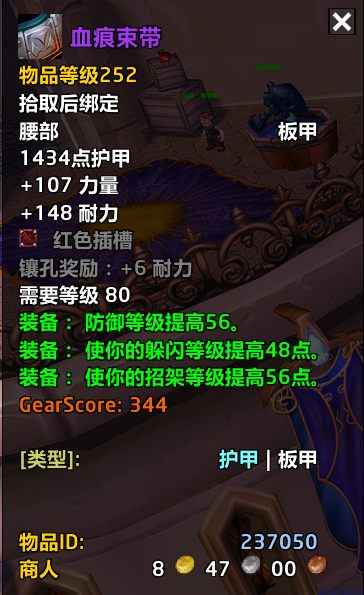 血痕束带
物品等级252
拾取后绑定
腰部 板甲
1434点护甲
+107 力量
+148 耐力
红色插槽
镶孔奖励：+6 耐力
需要等级 80
装备： 防御等级提高56。
装备： 使你的躲闪等级提高48点。
装备： 使你的招架等级提高56点。
GearScore: 344
[类型]: 护甲 | 板甲
物品ID: 237050
商人 8 47 00